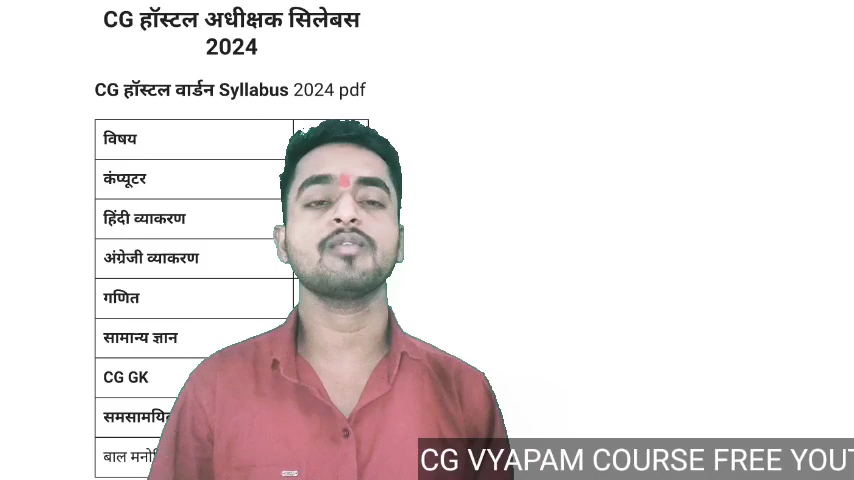 CG हॉस्टल अधीक्षक सिलेबस
2024
CG हॉस्टल वार्डन Syllabus 2024 pdf
विषय
कंप्यूटर
हिंदी व्याकरण
अंग्रेजी व्याकरण
गणित
सामान्य ज्ञान
CG GK
बाल
CG VYAPAM COURSE FREE